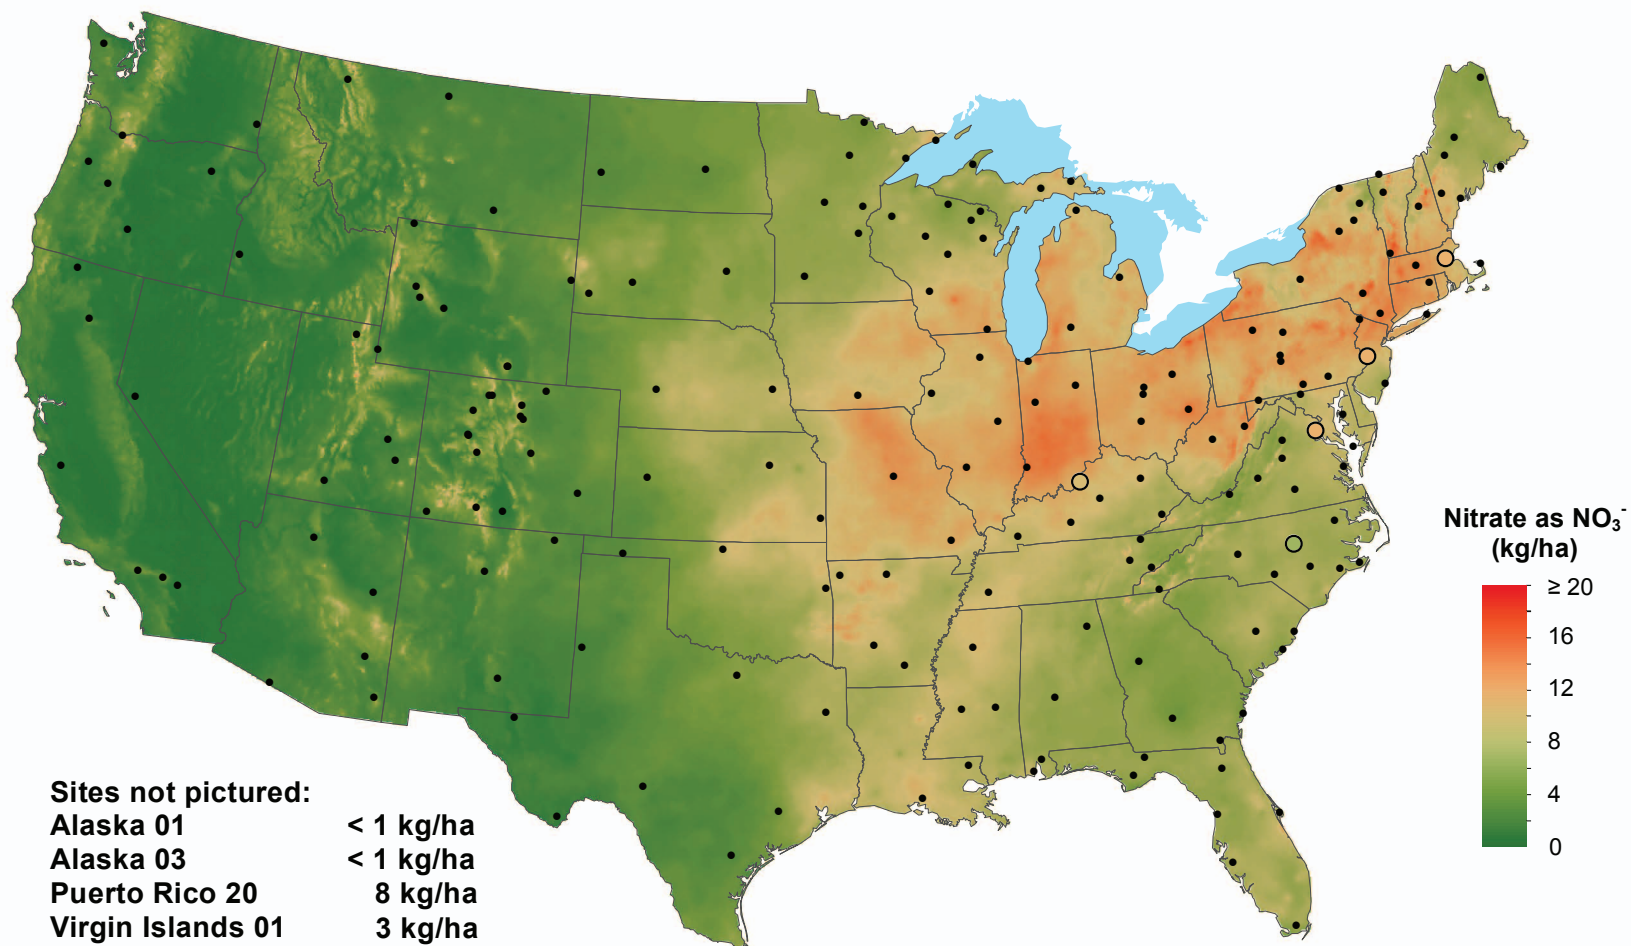 Nitrate as NO₃⁻
(kg/ha)
≥ 20
16
12
8
4
0
Sites not pictured:
Alaska 01 < 1 kg/ha
Alaska 03 < 1 kg/ha
Puerto Rico 20 8 kg/ha
Virgin Islands 01 3 kg/ha